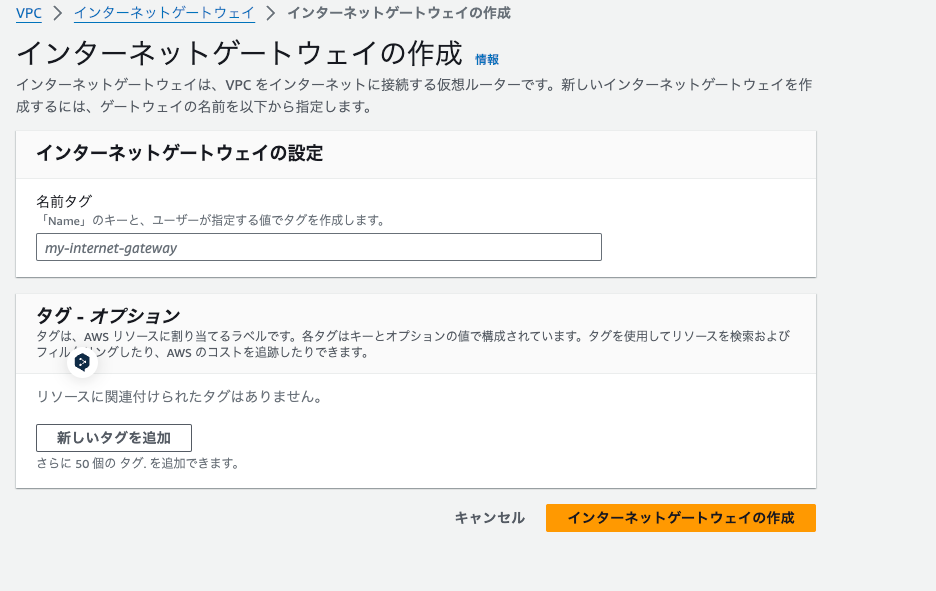 VPC > インターネットゲートウェイ > インターネットゲートウェイの作成
インターネットゲートウェイの作成 情報
インターネットゲートウェイは、VPC をインターネットに接続する仮想ルーターです。新しいインターネットゲートウェイを作
成するには、ゲートウェイの名前を以下から指定します。
インターネットゲートウェイの設定
名前タグ
「Name」のキーと、ユーザーが指定する値でタグを作成します。
my-internet-gateway
タグ - オプション
タグは、AWS リソースに割り当てるラベルです。各タグはキーとオプションの値で構成されています。タグを使用してリソースを検索および
フィルタリングしたり、AWS のコストを追跡したりできます。
リソースに関連付けられたタグはありません。
新しいタグを追加
さらに 50 個の タグ. を追加できます。
キャンセル インターネットゲートウェイの作成